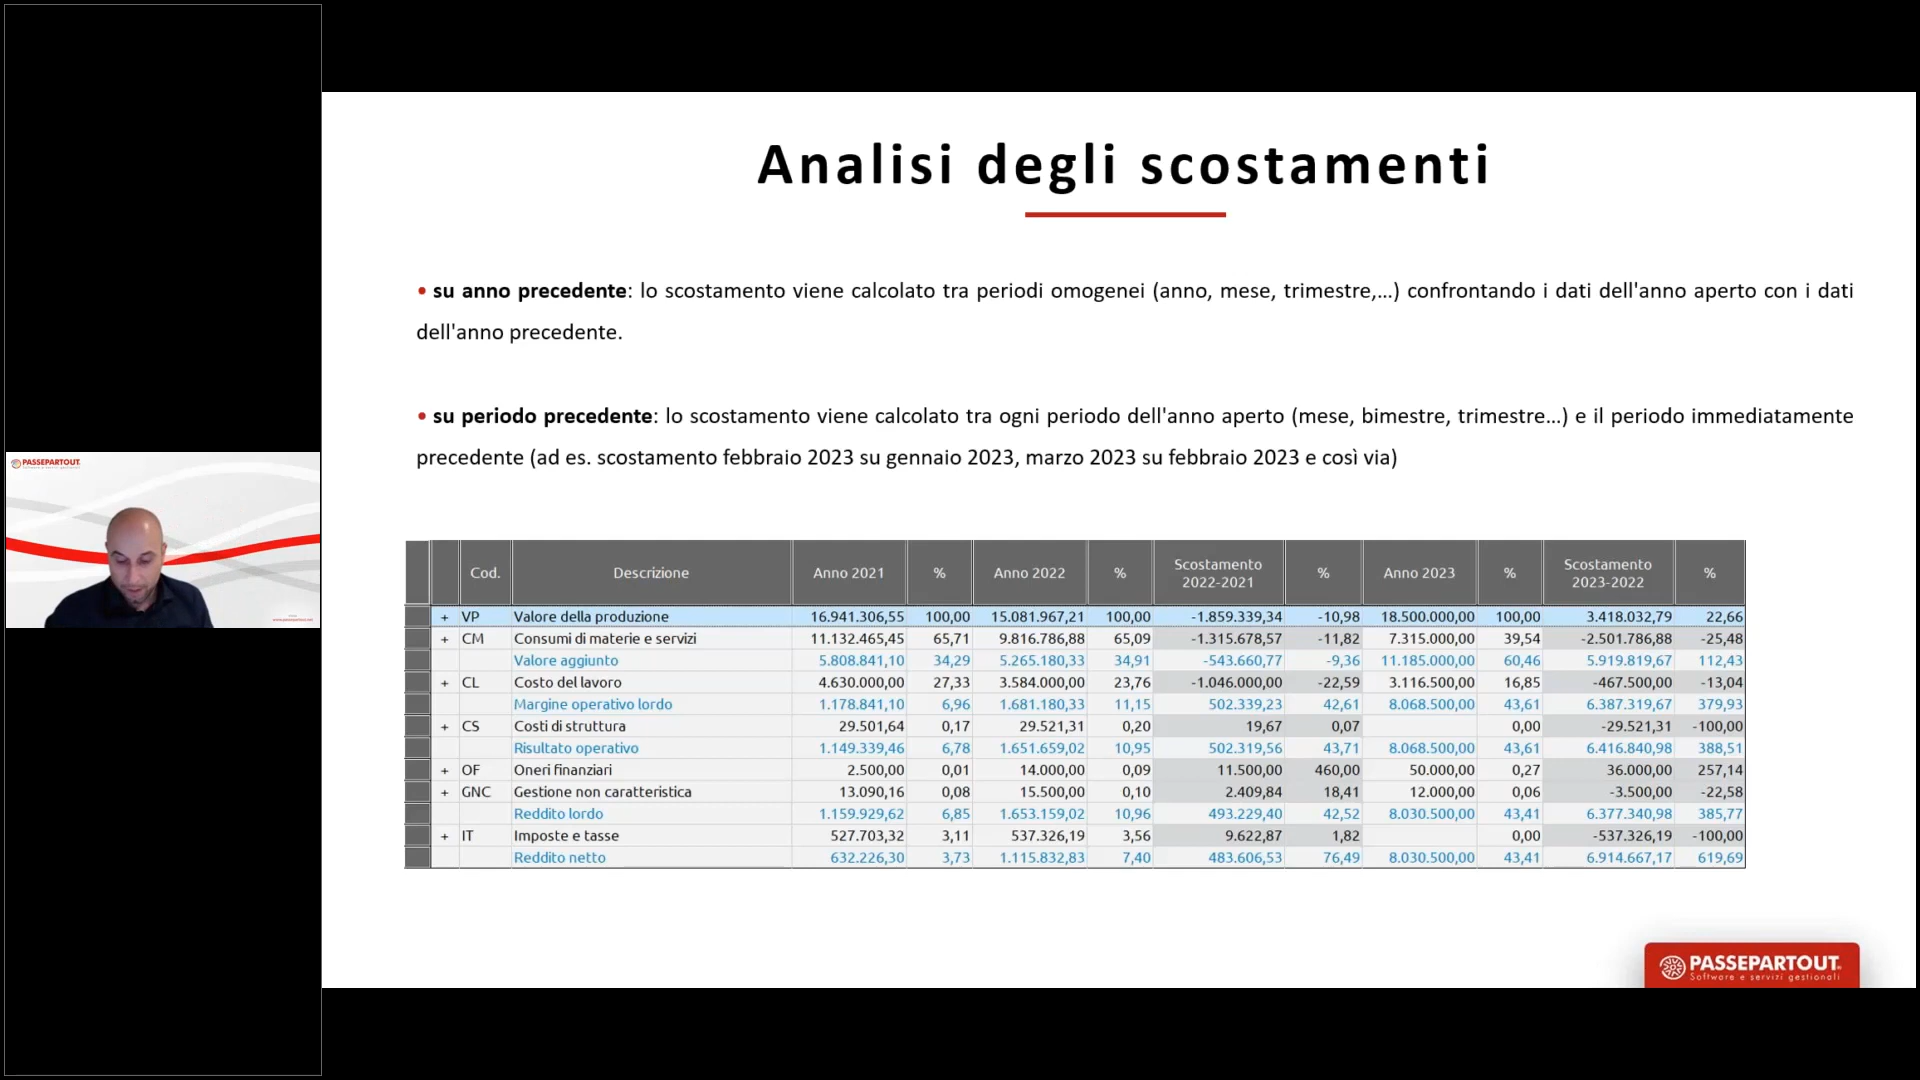 PASSEPARTOUT
Analisi degli scostamenti
• su anno precedente: lo scostamento viene calcolato tra periodi omogenei (anno, mese, trimestre,...) confrontando i dati dell'anno aperto con i dati
dell'anno precedente.
• su periodo precedente: lo scostamento viene calcolato tra ogni periodo dell'anno aperto (mese, bimestre, trimestre...) e il periodo immediatamente
precedente (ad es. scostamento febbraio 2023 su gennaio 2023, marzo 2023 su febbraio 2023 e così via)
Cod. Descrizione Anno 2021 % Anno 2022 % Scostamento 2022-2021 % Anno 2023 % Scostamento 2023-2022 %
+ VP Valore della produzione 16.941.306,55 100,00 15.081.967,21 100,00 -1.859.339,34 -10,98 18.500.000,00 100,00 3.418.032,79 22,66
+ CM Consumi di materie e servizi 11.132.465,45 65,71 9.816.786,88 65,09 -1.315.678,57 -11,82 7.315.000,00 39,54 -2.501.786,88 -25,48
Valore aggiunto 5.808.841,10 34,29 5.265.180,33 34,91 -543.660,77 -9,36 11.185.000,00 60,46 5.919.819,67 112,43
+ CL Costo del lavoro 4.630.000,00 27,33 3.584.000,00 23,76 -1.046.000,00 -22,59 3.116.500,00 16,85 -467.500,00 -13,04
Margine operativo lordo 1.178.841,10 6,96 1.681.180,33 11,15 502.339,23 42,61 8.068.500,00 43,61 6.387.319,67 379,93
+ CS Costi di struttura 29.501,64 0,17 29.521,31 0,20 19,67 0,07 0,00 -29.521,31 -100,00
Risultato operativo 1.149.339,46 6,78 1.651.659,02 10,95 502.319,56 43,71 8.068.500,00 43,61 6.416.840,98 388,51
+ OF Oneri finanziari 2.500,00 0,01 14.000,00 0,09 11.500,00 460,00 50.000,00 0,27 36.000,00 257,14
+ GNC Gestione non caratteristica 13.090,16 0,08 15.500,00 0,10 2.409,84 18,41 12.000,00 0,06 -3.500,00 -22,58
Reddito lordo 1.159.929,62 6,85 1.653.159,02 10,96 493.229,40 42,52 8.030.500,00 43,41 6.377.340,98 385,77
+ IT Imposte e tasse 527.703,32 3,11 537.326,19 3,56 9.622,87 1,82 0,00 -537.326,19 -100,00
Reddito netto 632.226,30 3,73 1.115.832,83 7,40 483.606,53 76,49 8.030.500,00 43,41 6.914.667,17 619,69
PASSEPARTOUT
Software e servizi gestionali